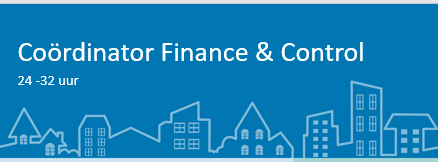 Coördinator Finance & Control
24 -32 uur